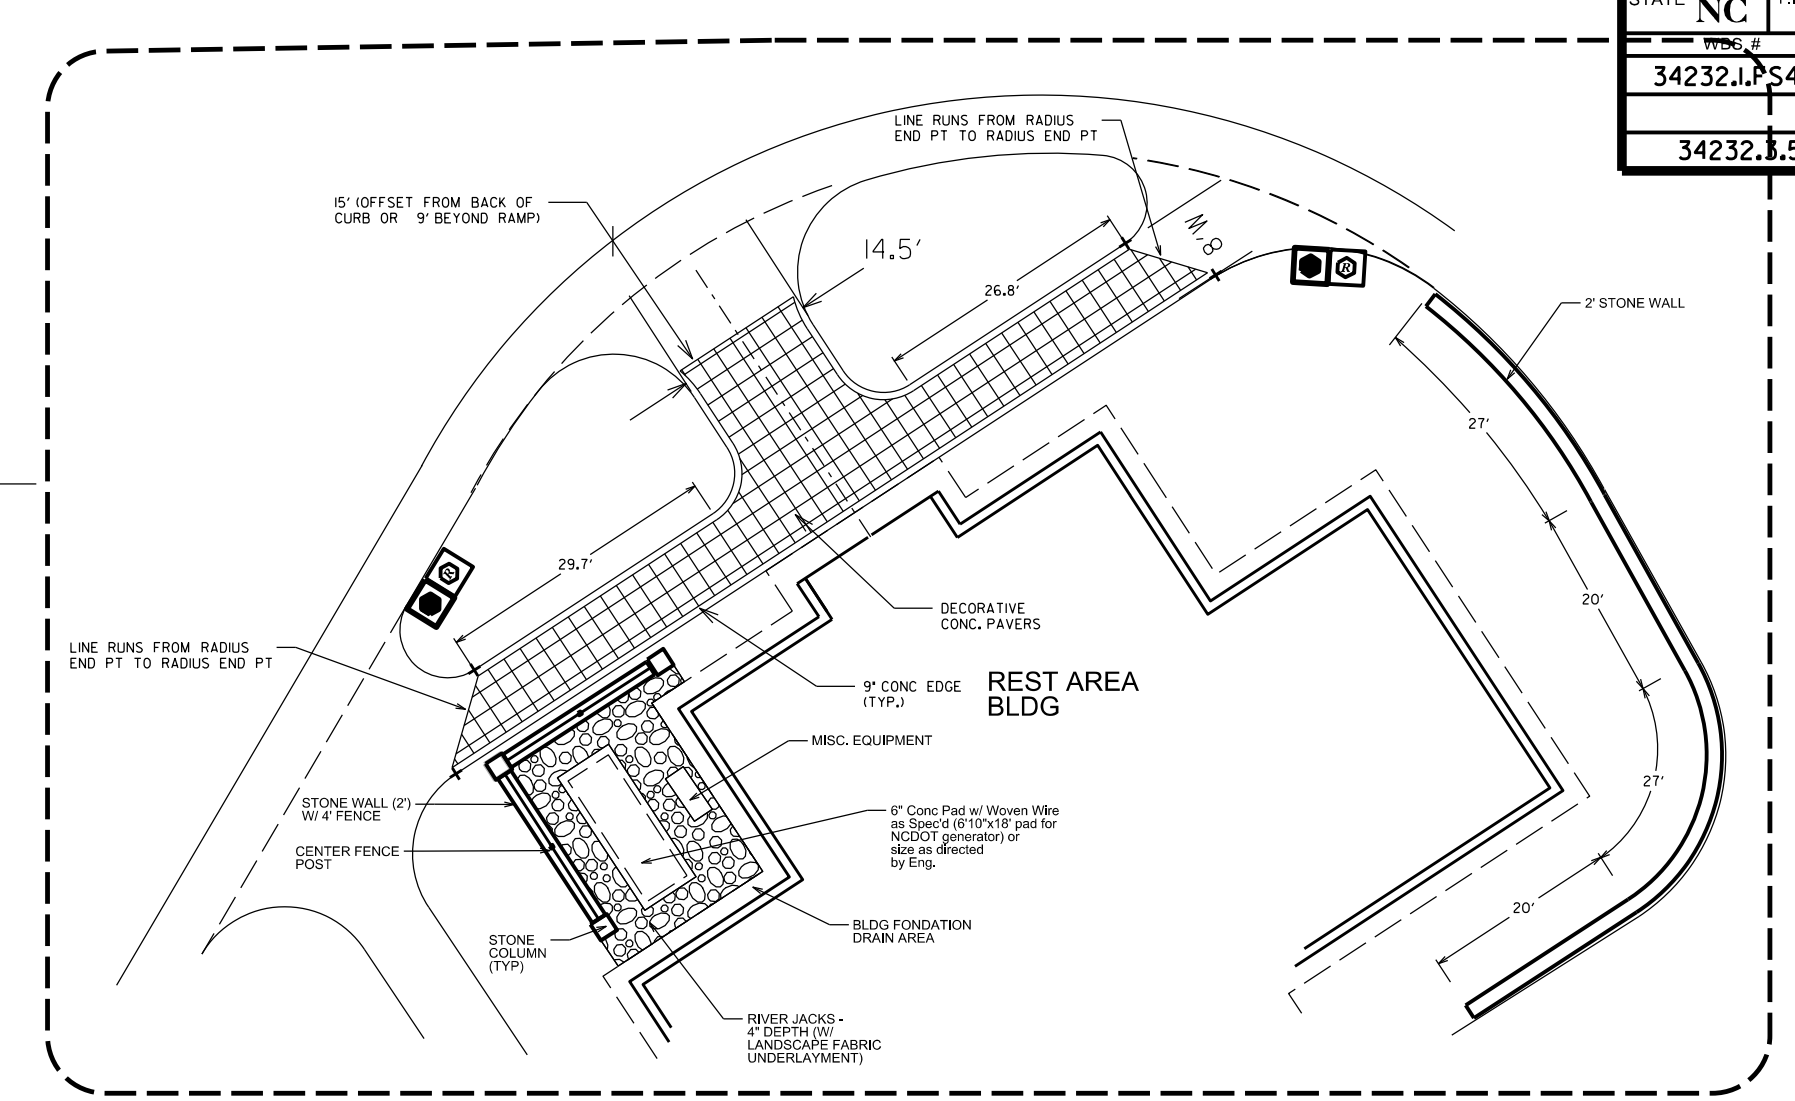 STATE
NC
WBS #
34232.1.FS4
34232.3.5
LINE RUNS FROM RADIUS
END PT TO RADIUS END PT
15' (OFFSET FROM BACK OF
CURB OR 9' BEYOND RAMP)
14.5'
8'W
26.8'
R
2' STONE WALL
27'
29.7'
R
20'
DECORATIVE
CONC. PAVERS
LINE RUNS FROM RADIUS
END PT TO RADIUS END PT
9" CONC EDGE
(TYP.)
REST AREA
BLDG
MISC. EQUIPMENT
27'
STONE WALL (2')
W/ 4' FENCE
6" Conc Pad w/ Woven Wire
as Spec'd (6'10"x18' pad for
NCDOT generator) or
size as directed
by Eng.
CENTER FENCE
POST
20'
BLDG FONDATION
DRAIN AREA
STONE
COLUMN
(TYP)
RIVER JACKS -
4" DEPTH (W/
LANDSCAPE FABRIC
UNDERLAYMENT)